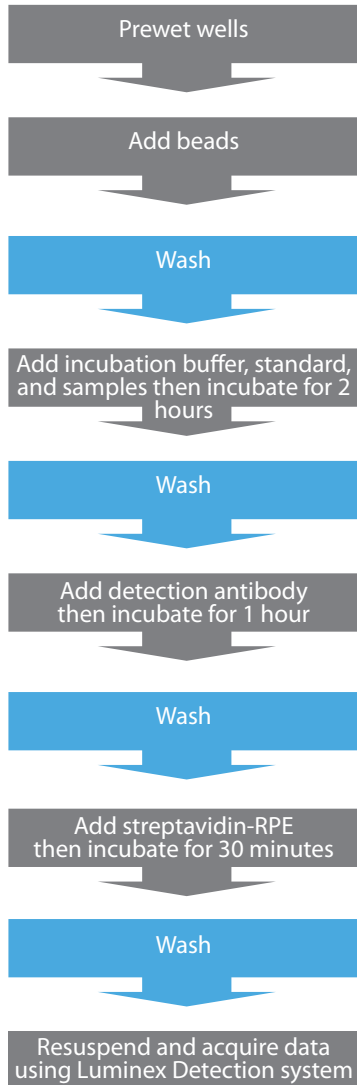 Prewet wells
Add beads
Wash
Add incubation buffer, standard,
and samples then incubate for 2
hours
Wash
Add detection antibody
then incubate for 1 hour
Wash
Add streptavidin-RPE
then incubate for 30 minutes
Wash
Resuspend and acquire data
using Luminex Detection system